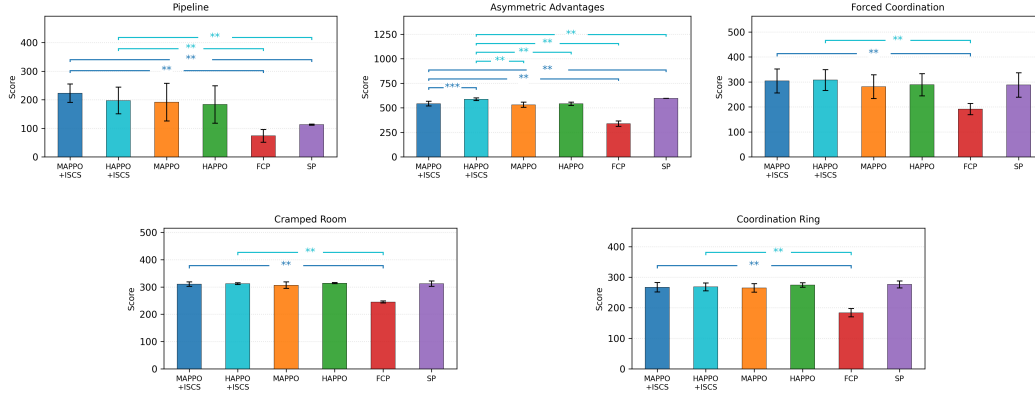 Pipeline
Score
400
300
200
100
0
**
**
**
**
MAPPO
+ISCS
HAPPO
+ISCS
MAPPO
HAPPO
FCP
SP
Asymmetric Advantages
Score
1250
1000
750
500
250
0
**
**
**
**
**
**
***
MAPPO
+ISCS
HAPPO
+ISCS
MAPPO
HAPPO
FCP
SP
Forced Coordination
Score
500
400
300
200
100
0
**
**
MAPPO
+ISCS
HAPPO
+ISCS
MAPPO
HAPPO
FCP
SP
Cramped Room
Score
500
400
300
200
100
0
**
**
MAPPO
+ISCS
HAPPO
+ISCS
MAPPO
HAPPO
FCP
SP
Coordination Ring
Score
400
300
200
100
0
**
**
MAPPO
+ISCS
HAPPO
+ISCS
MAPPO
HAPPO
FCP
SP